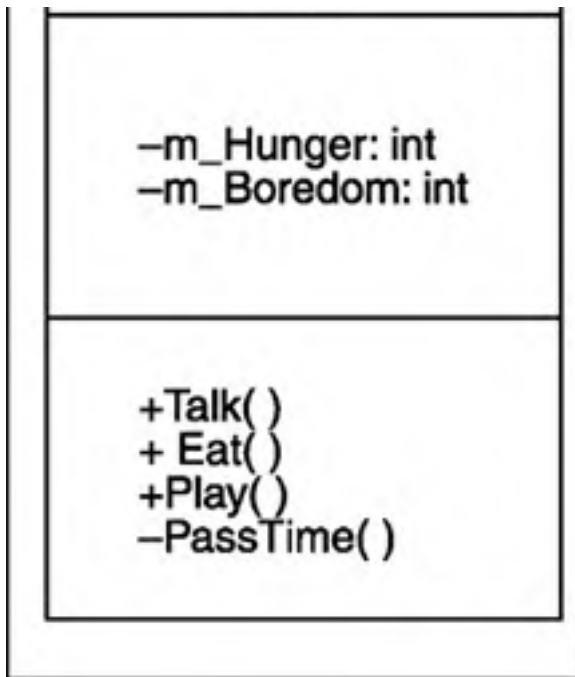 –m_Hunger: int
–m_Boredom: int
+Talk( )
+ Eat( )
+Play( )
–PassTime( )